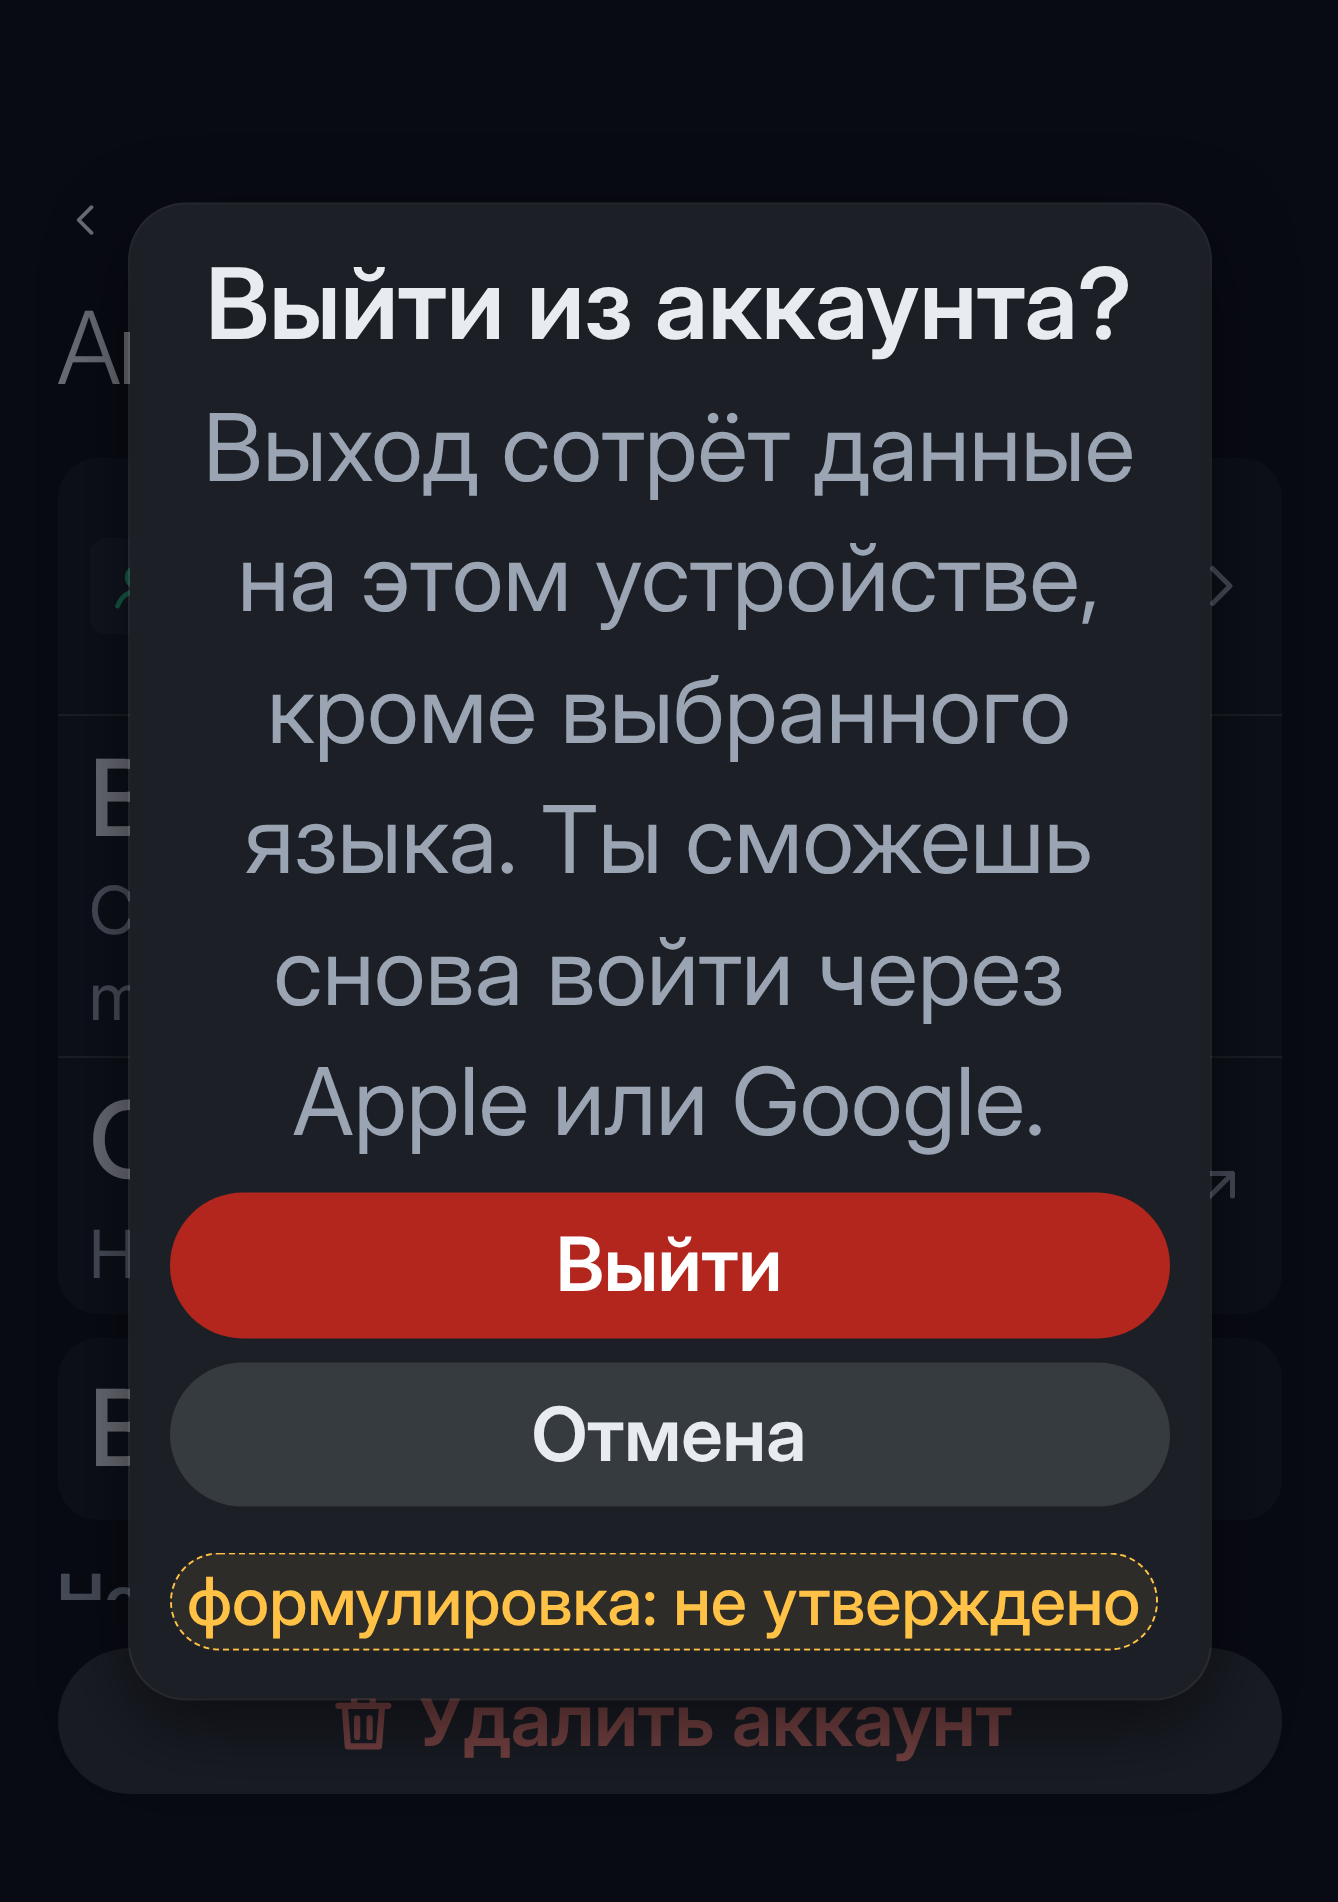 Выйти из аккаунта?
Выход сотрёт данные
на этом устройстве,
кроме выбранного
языка. Ты сможешь
снова войти через
Apple или Google.
Выйти
Отмена
формулировка: не утверждено
Удалить аккаунт